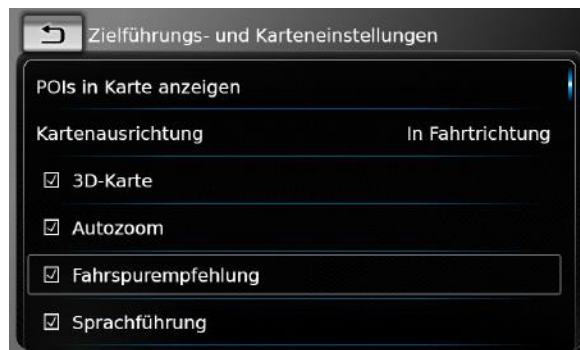 Zielführungs- und Karteneinstellungen
POIs in Karte anzeigen
Kartenausrichtung In Fahrtrichtung
3D-Karte
Autozoom
Fahrspurempfehlung
Sprachführung